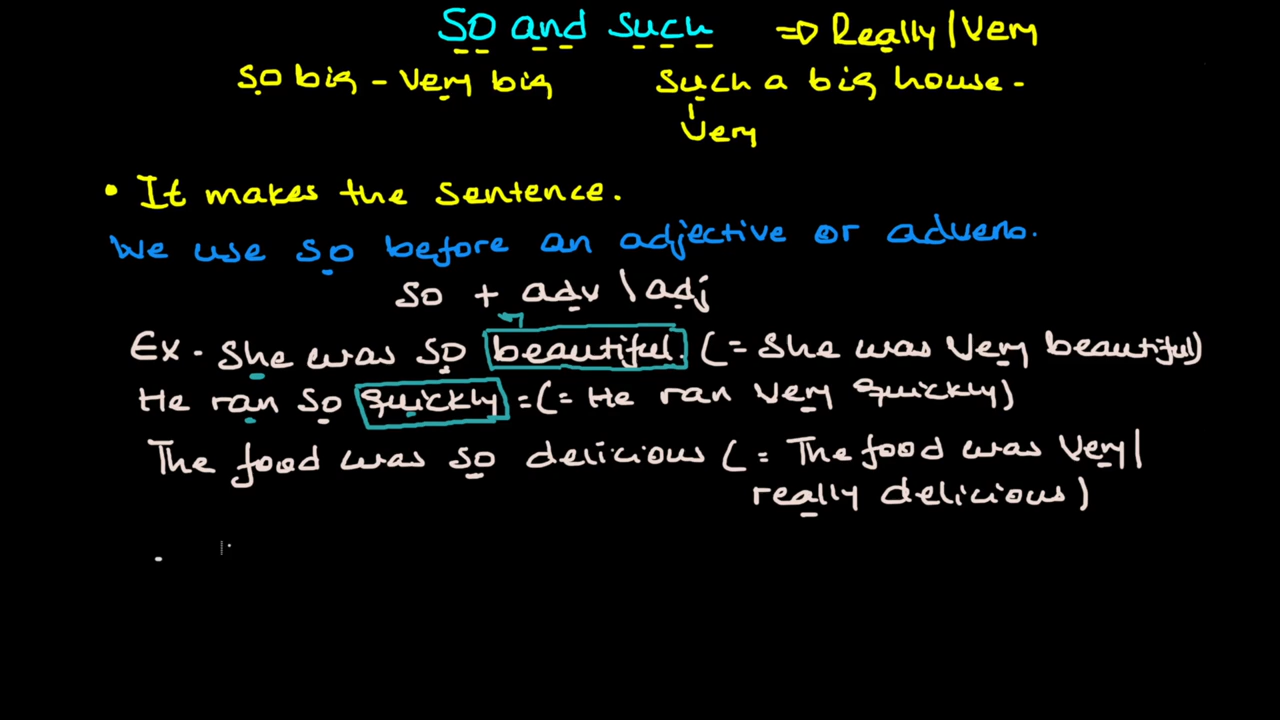 SO and such => Really/Very
so big - very big such a big house -
Very
• It makes the sentence.
We use so before an adjective or adverb.
so + adv \ adj
Ex - She was so beautiful. (= She was very beautiful)
He ran so quickly = (= He ran very quickly)
The food was so delicious (= The food was very/
really delicious)
.